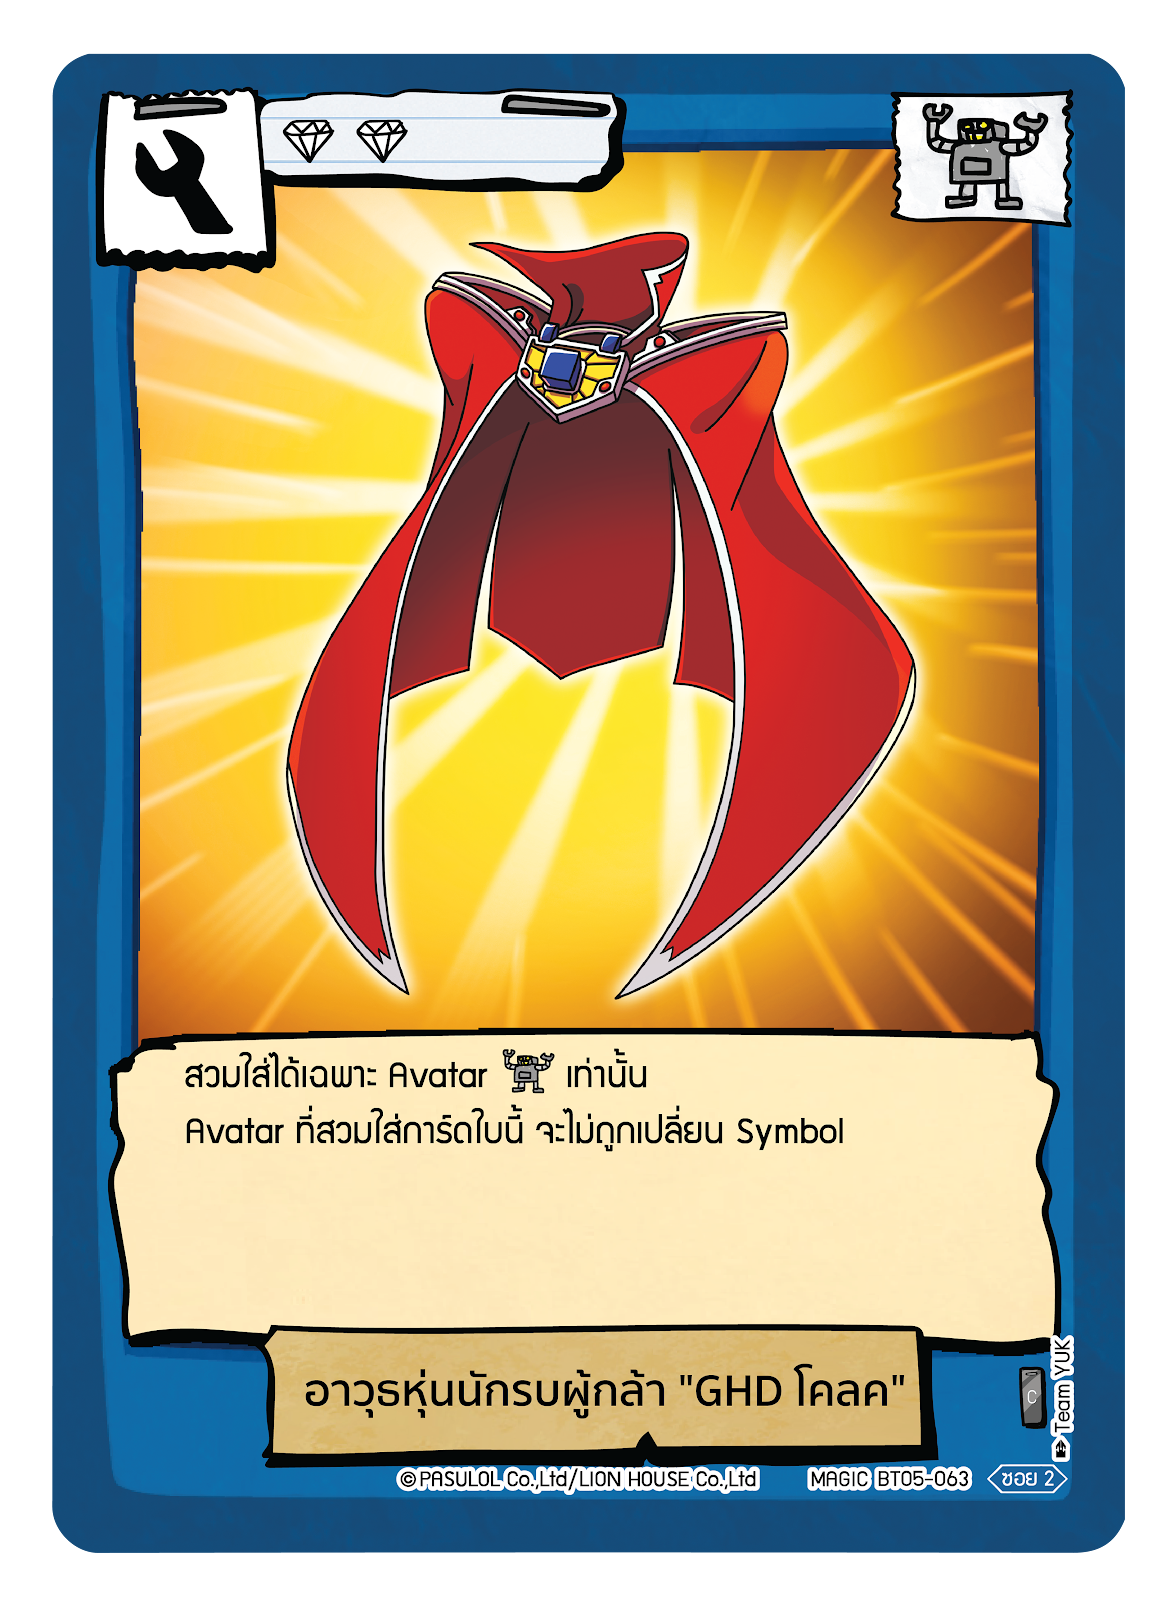 สวมใส่ได้เฉพาะ Avatar เท่านั้น
Avatar ที่สวมใส่การ์ดใบนี้ จะไม่ถูกเปลี่ยน Symbol
อาวุธหุ่นนักรบผู้กล้า "GHD โคลค"
C
Team YUK
© PASULOL Co.,Ltd/LION HOUSE Co.,Ltd
MAGIC BT05-063
ซอย 2